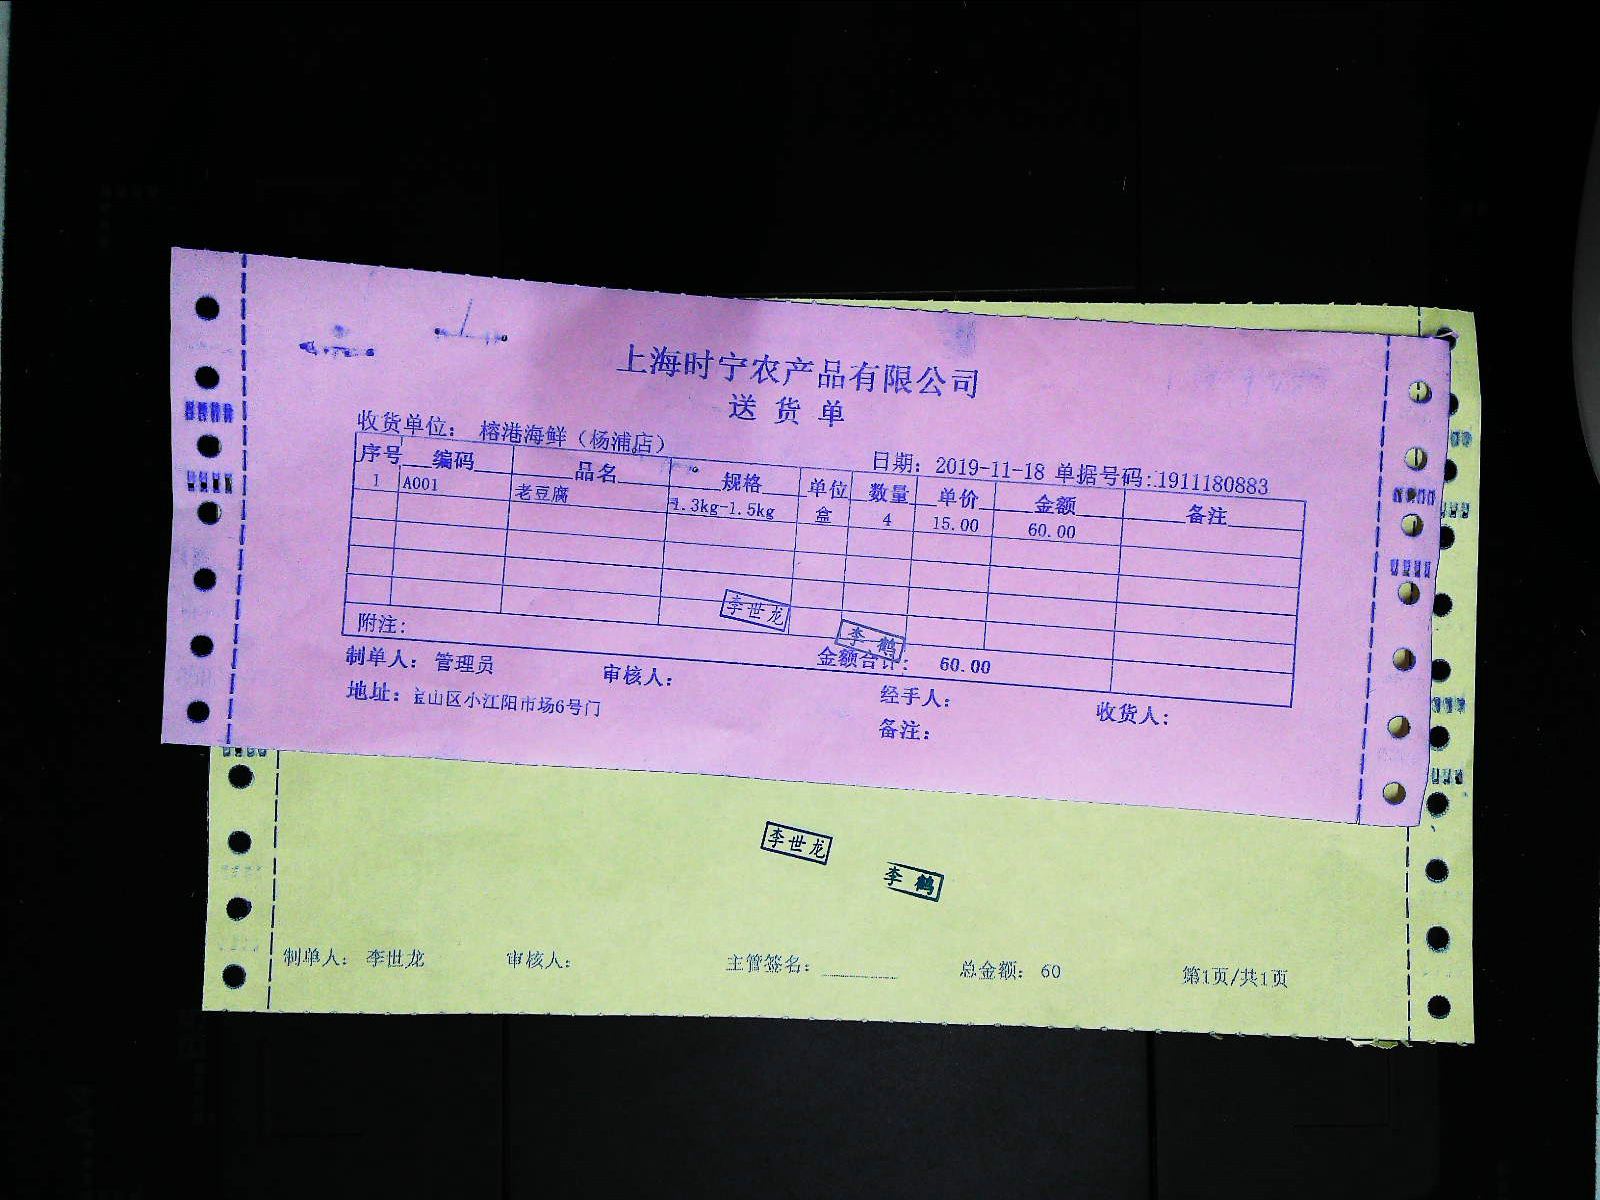 上海时宁农产品有限公司
送 货 单
收货单位： 榕港海鲜（杨浦店）
日期： 2019-11-18 单据号码:1911180883
序号 编码 品名 规格 单位 数量 单价 金额 备注
1 A001 老豆腐 1.3kg-1.5kg 盒 4 15.00 60.00
李世龙
李 鹤
附注: 金额合计: 60.00
制单人: 管理员 审核人: 经手人: 收货人:
地址: 宝山区小江阳市场6号门 备注:
李世龙
李 鹤
制单人: 李世龙 审核人: 主管签名: 总金额: 60 第1页/共1页